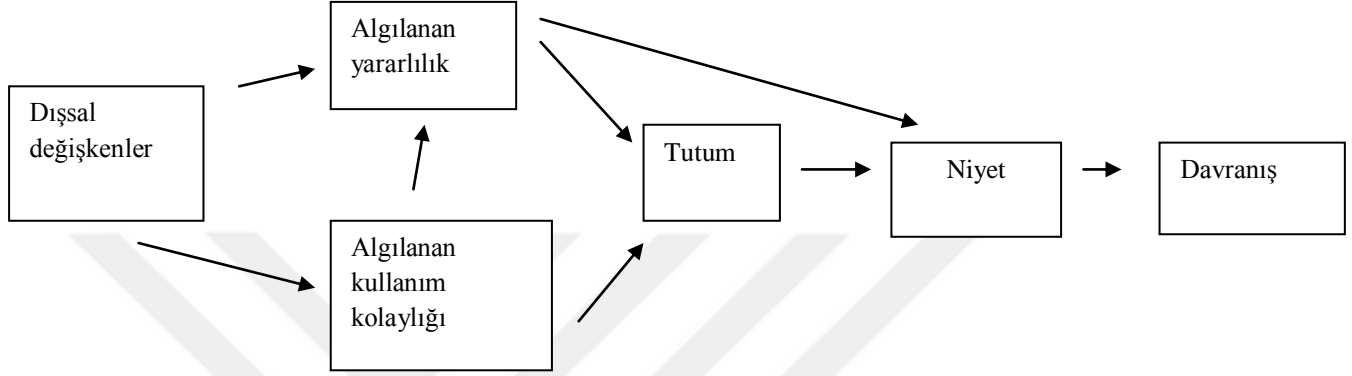 Algılanan
yararlılık
Dışsal
değişkenler
Tutum
Niyet
Davranış
Algılanan
kullanım
kolaylığı